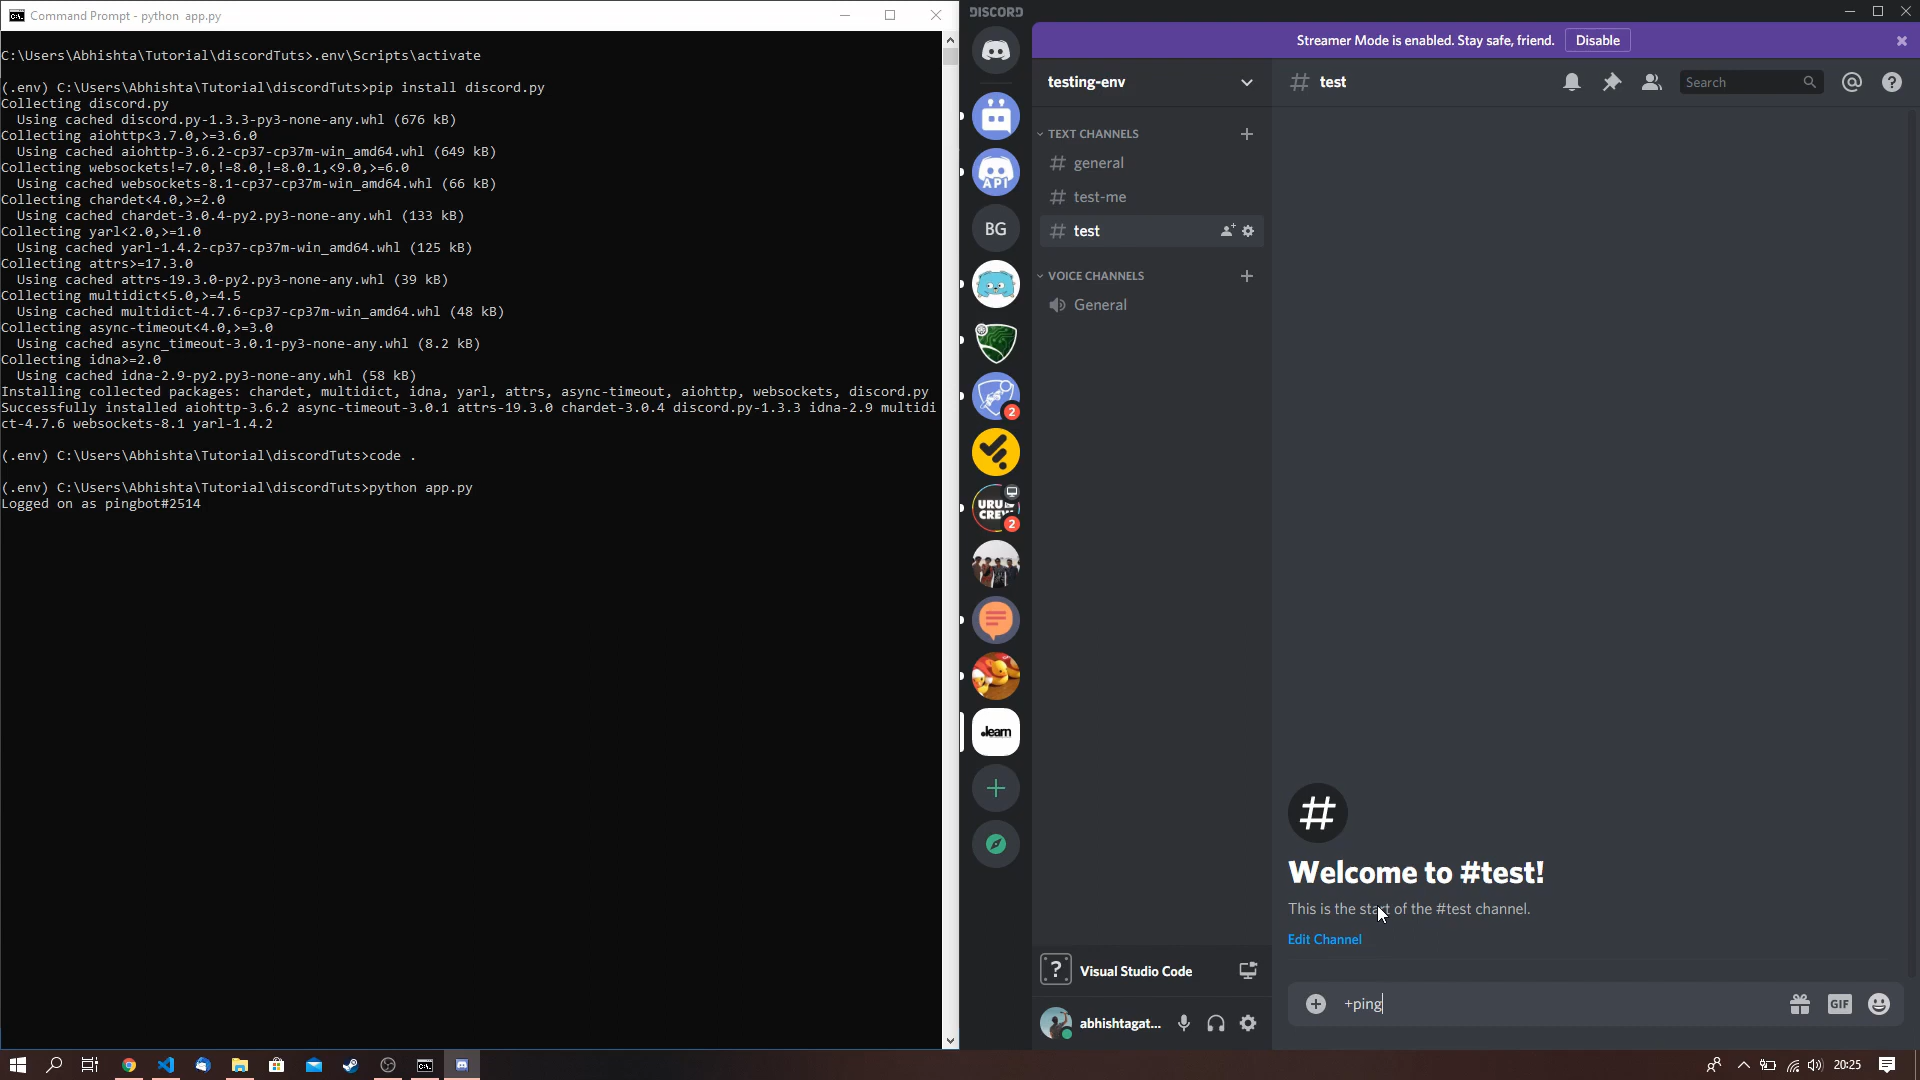 Command Prompt - python  app.py
C:\Users\Abhishta\Tutorial\discordTuts>.env\Scripts\activate
(.env) C:\Users\Abhishta\Tutorial\discordTuts>pip install discord.py
Collecting discord.py
  Using cached discord.py-1.3.3-py3-none-any.whl (676 kB)
Collecting aiohttp<3.7.0,>=3.6.0
  Using cached aiohttp-3.6.2-cp37-cp37m-win_amd64.whl (649 kB)
Collecting websockets!=7.0,!=8.0,!=8.0.1,<9.0,>=6.0
  Using cached websockets-8.1-cp37-cp37m-win_amd64.whl (66 kB)
Collecting chardet<4.0,>=2.0
  Using cached chardet-3.0.4-py2.py3-none-any.whl (133 kB)
Collecting yarl<2.0,>=1.0
  Using cached yarl-1.4.2-cp37-cp37m-win_amd64.whl (125 kB)
Collecting attrs>=17.3.0
  Using cached attrs-19.3.0-py2.py3-none-any.whl (39 kB)
Collecting multidict<5.0,>=4.5
  Using cached multidict-4.7.6-cp37-cp37m-win_amd64.whl (48 kB)
Collecting async-timeout<4.0,>=3.0
  Using cached async_timeout-3.0.1-py3-none-any.whl (8.2 kB)
Collecting idna>=2.0
  Using cached idna-2.9-py2.py3-none-any.whl (58 kB)
Installing collected packages: chardet, multidict, idna, yarl, attrs, async-timeout, aiohttp, websockets, discord.py
Successfully installed aiohttp-3.6.2 async-timeout-3.0.1 attrs-19.3.0 chardet-3.0.4 discord.py-1.3.3 idna-2.9 multidi
ct-4.7.6 websockets-8.1 yarl-1.4.2
(.env) C:\Users\Abhishta\Tutorial\discordTuts>code .
(.env) C:\Users\Abhishta\Tutorial\discordTuts>python app.py
Logged on as pingbot#2514
DISCORD
Streamer Mode is enabled. Stay safe, friend.
Disable
API
BG
2
URU
CREW
2
.learn
testing-env
TEXT CHANNELS
# general
# test-me
# test
VOICE CHANNELS
General
Visual Studio Code
abhishtagat...
# test
Search
#
Welcome to #test!
This is the start of the #test channel.
Edit Channel
+ping
GIF
20:25